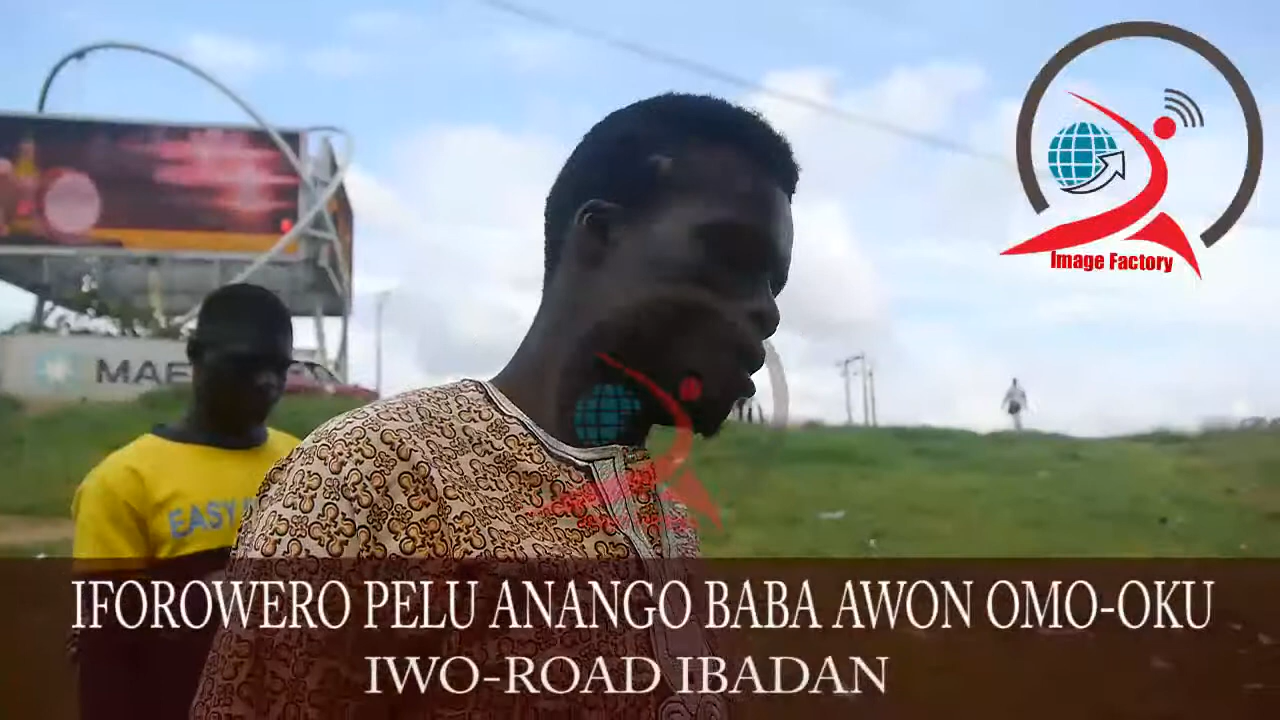 Image Factory
MAE
EASY
IFOROWERO PELU ANANGO BABA AWON OMO-OKU
IWO-ROAD IBADAN